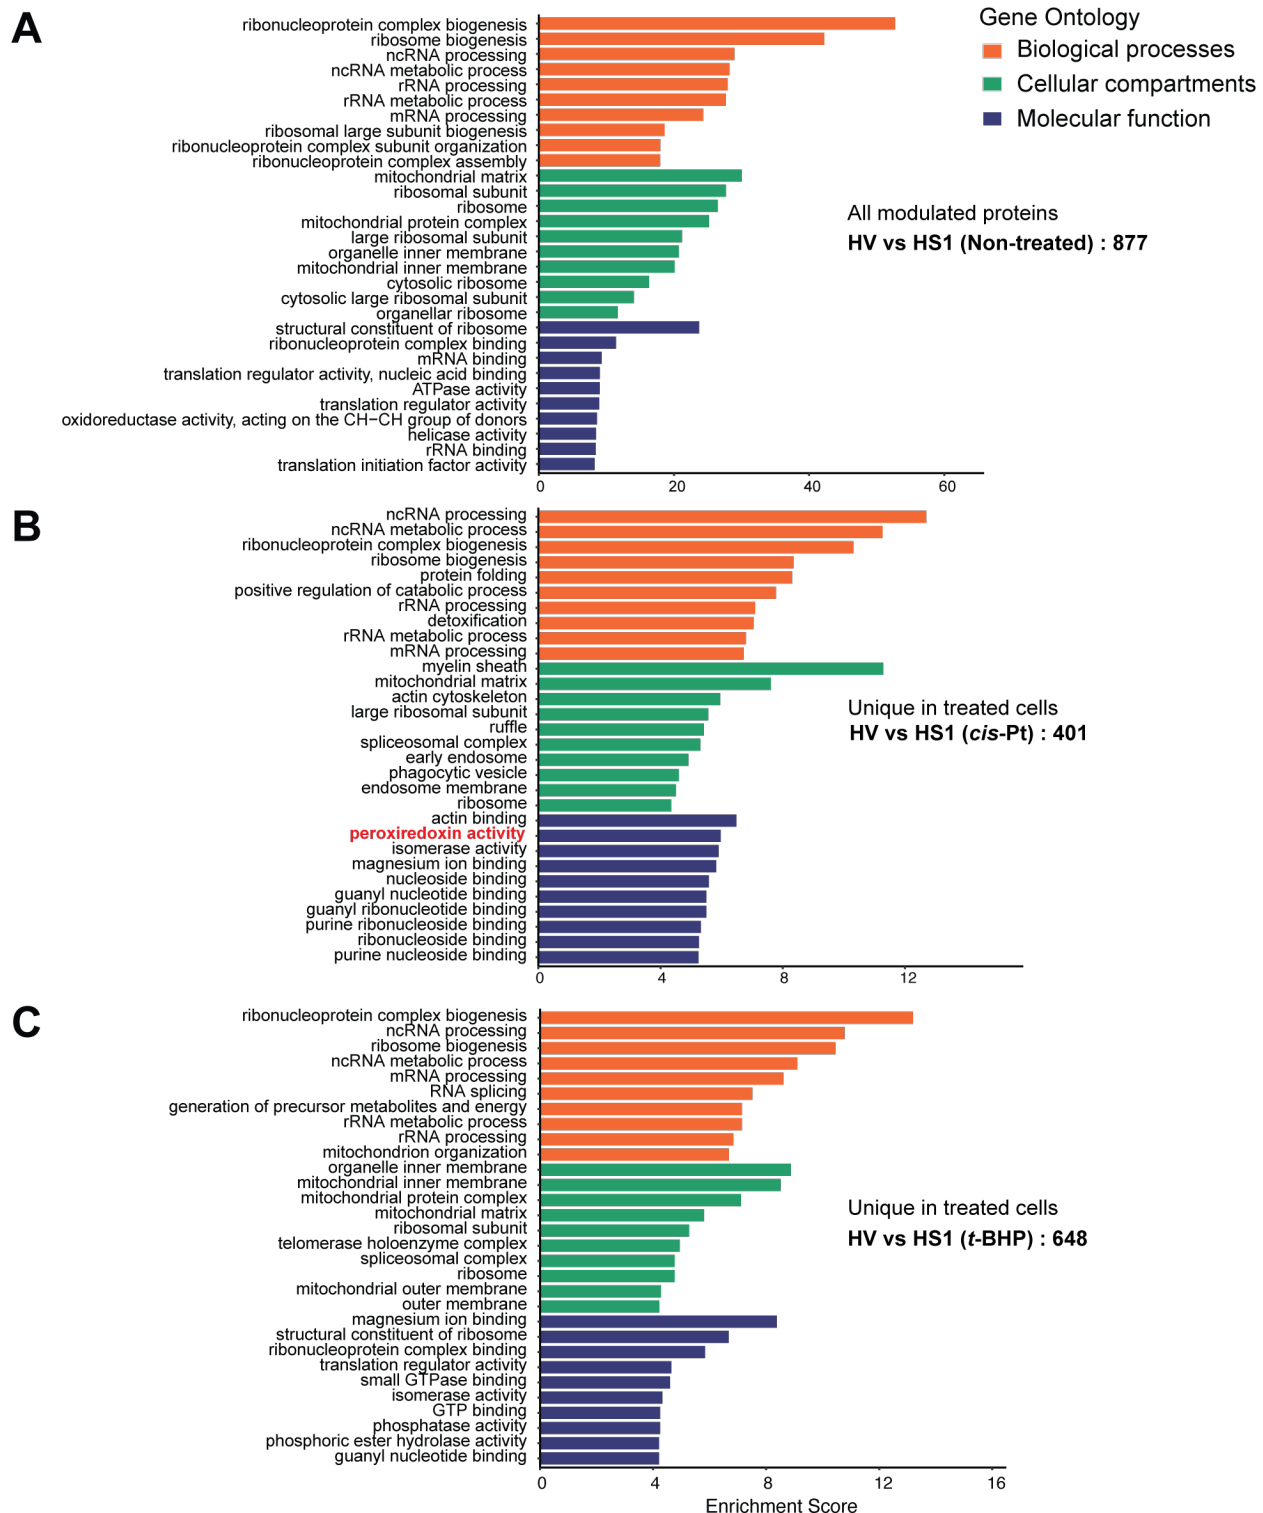 A
Gene Ontology
Biological processes
Cellular compartments
Molecular function
ribonucleoprotein complex biogenesis
ribosome biogenesis
ncRNA processing
ncRNA metabolic process
rRNA processing
rRNA metabolic process
mRNA processing
ribosomal large subunit biogenesis
ribonucleoprotein complex subunit organization
ribonucleoprotein complex assembly
mitochondrial matrix
ribosomal subunit
ribosome
mitochondrial protein complex
large ribosomal subunit
organelle inner membrane
mitochondrial inner membrane
cytosolic ribosome
cytosolic large ribosomal subunit
organellar ribosome
structural constituent of ribosome
ribonucleoprotein complex binding
mRNA binding
translation regulator activity, nucleic acid binding
ATPase activity
translation regulator activity
oxidoreductase activity, acting on the CH−CH group of donors
helicase activity
rRNA binding
translation initiation factor activity
All modulated proteins
HV vs HS1 (Non-treated) : 877
0 20 40 60
B
ncRNA processing
ncRNA metabolic process
ribonucleoprotein complex biogenesis
ribosome biogenesis
protein folding
positive regulation of catabolic process
rRNA processing
detoxification
rRNA metabolic process
mRNA processing
myelin sheath
mitochondrial matrix
actin cytoskeleton
large ribosomal subunit
ruffle
spliceosomal complex
early endosome
phagocytic vesicle
endosome membrane
ribosome
actin binding
peroxiredoxin activity
isomerase activity
magnesium ion binding
nucleoside binding
guanyl nucleotide binding
guanyl ribonucleotide binding
purine ribonucleoside binding
ribonucleoside binding
purine nucleoside binding
Unique in treated cells
HV vs HS1 (cis-Pt) : 401
0 4 8 12
C
ribonucleoprotein complex biogenesis
ncRNA processing
ribosome biogenesis
ncRNA metabolic process
mRNA processing
RNA splicing
generation of precursor metabolites and energy
rRNA metabolic process
rRNA processing
mitochondrion organization
organelle inner membrane
mitochondrial inner membrane
mitochondrial protein complex
mitochondrial matrix
ribosomal subunit
telomerase holoenzyme complex
spliceosomal complex
ribosome
mitochondrial outer membrane
outer membrane
magnesium ion binding
structural constituent of ribosome
ribonucleoprotein complex binding
translation regulator activity
small GTPase binding
isomerase activity
GTP binding
phosphatase activity
phosphoric ester hydrolase activity
guanyl nucleotide binding
Unique in treated cells
HV vs HS1 (t-BHP) : 648
0 4 8 12 16
Enrichment Score